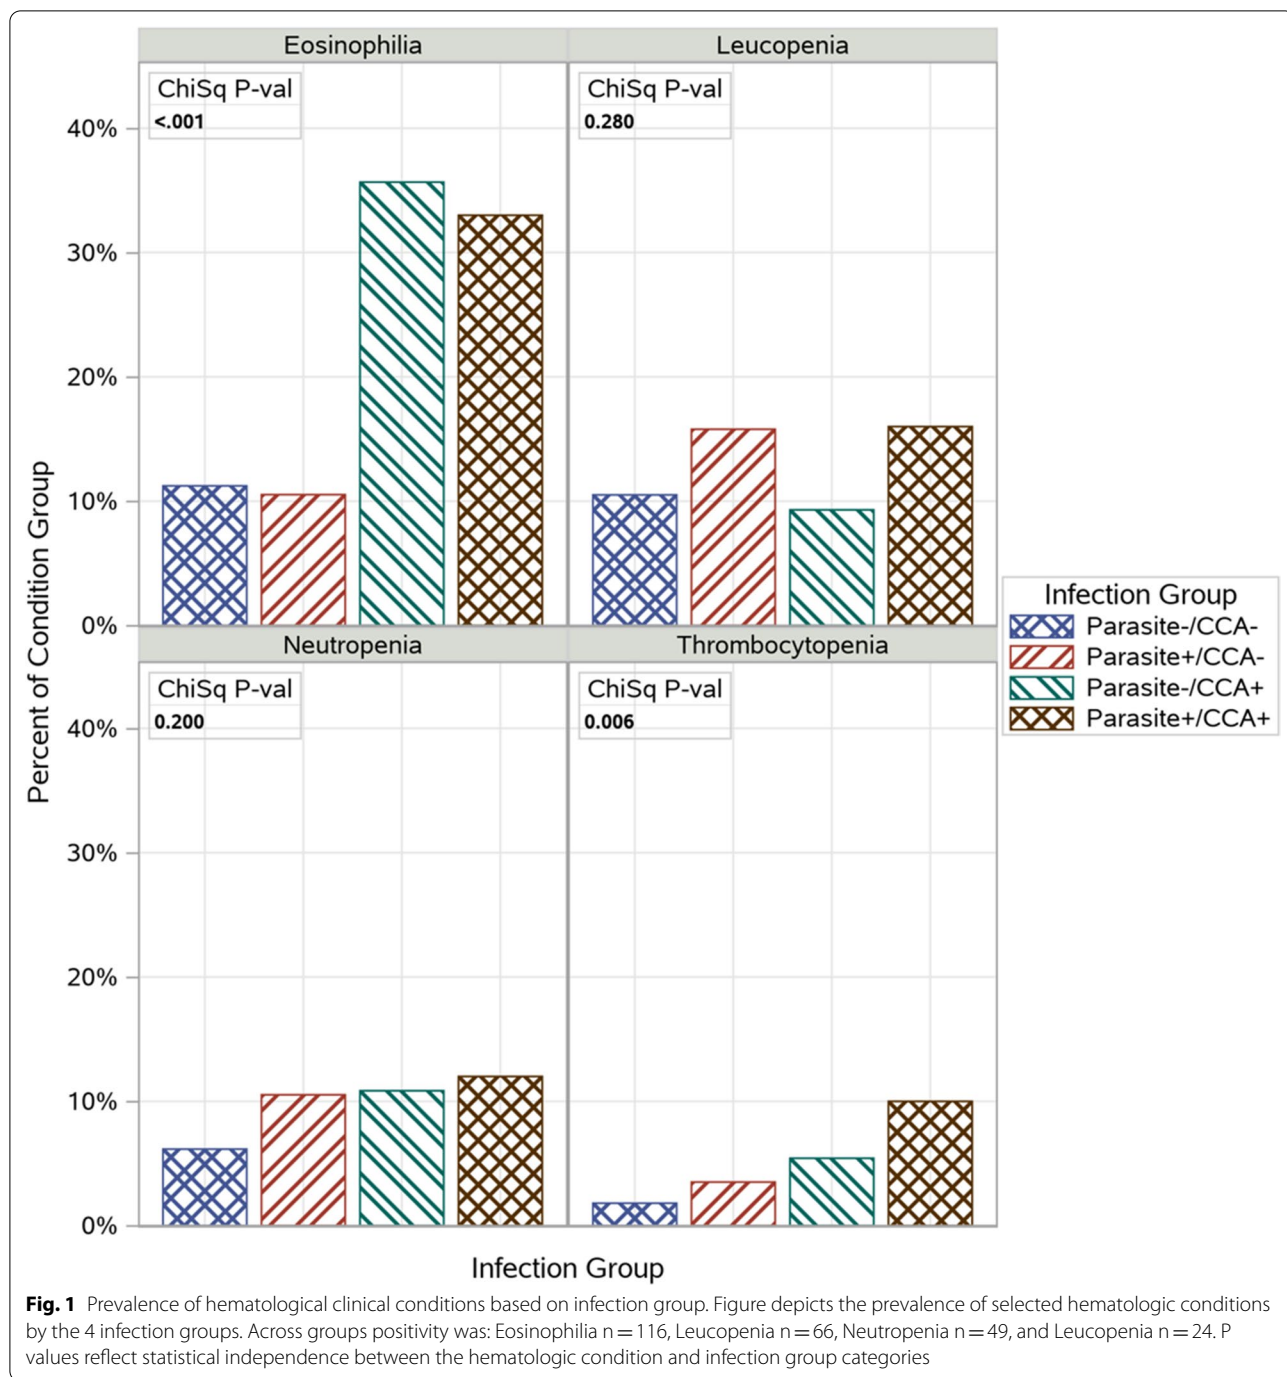 Eosinophilia
Leucopenia
ChiSq P-val
<.001
ChiSq P-val
0.280
40%
30%
20%
10%
0%
Neutropenia
Thrombocytopenia
ChiSq P-val
0.200
ChiSq P-val
0.006
40%
30%
20%
10%
0%
Percent of Condition Group
Infection Group
Infection Group
Parasite-/CCA-
Parasite+/CCA-
Parasite-/CCA+
Parasite+/CCA+
Fig. 1 Prevalence of hematological clinical conditions based on infection group. Figure depicts the prevalence of selected hematologic conditions
by the 4 infection groups. Across groups positivity was: Eosinophilia n = 116, Leucopenia n = 66, Neutropenia n = 49, and Leucopenia n = 24. P
values reflect statistical independence between the hematologic condition and infection group categories